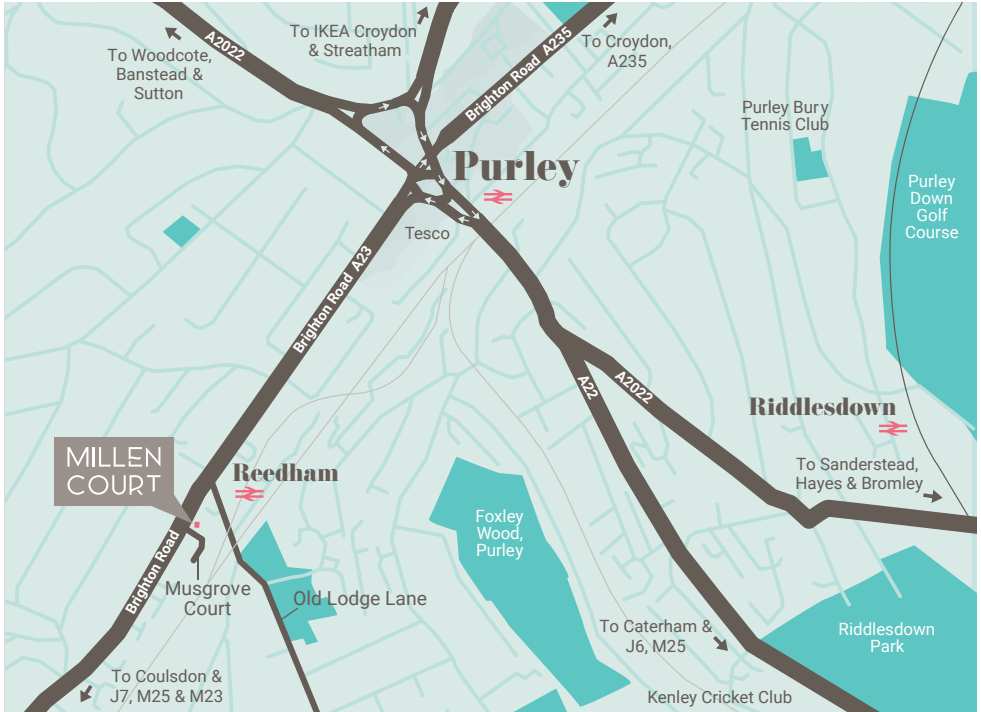 A2022
To IKEA Croydon
& Streatham
Brighton Road A235
To Croydon,
A235
To Woodcote,
Banstead &
Sutton
Purley Bury
Tennis Club
Purley
Purley
Down
Golf
Course
Tesco
Brighton Road A23
A22
A2022
Riddlesdown
To Sanderstead,
Hayes & Bromley
MILLEN
COURT
Reedham
Foxley
Wood,
Purley
Brighton Road
Musgrove
Court
Old Lodge Lane
To Caterham &
J6, M25
Riddlesdown
Park
To Coulsdon &
J7, M25 & M23
Kenley Cricket Club